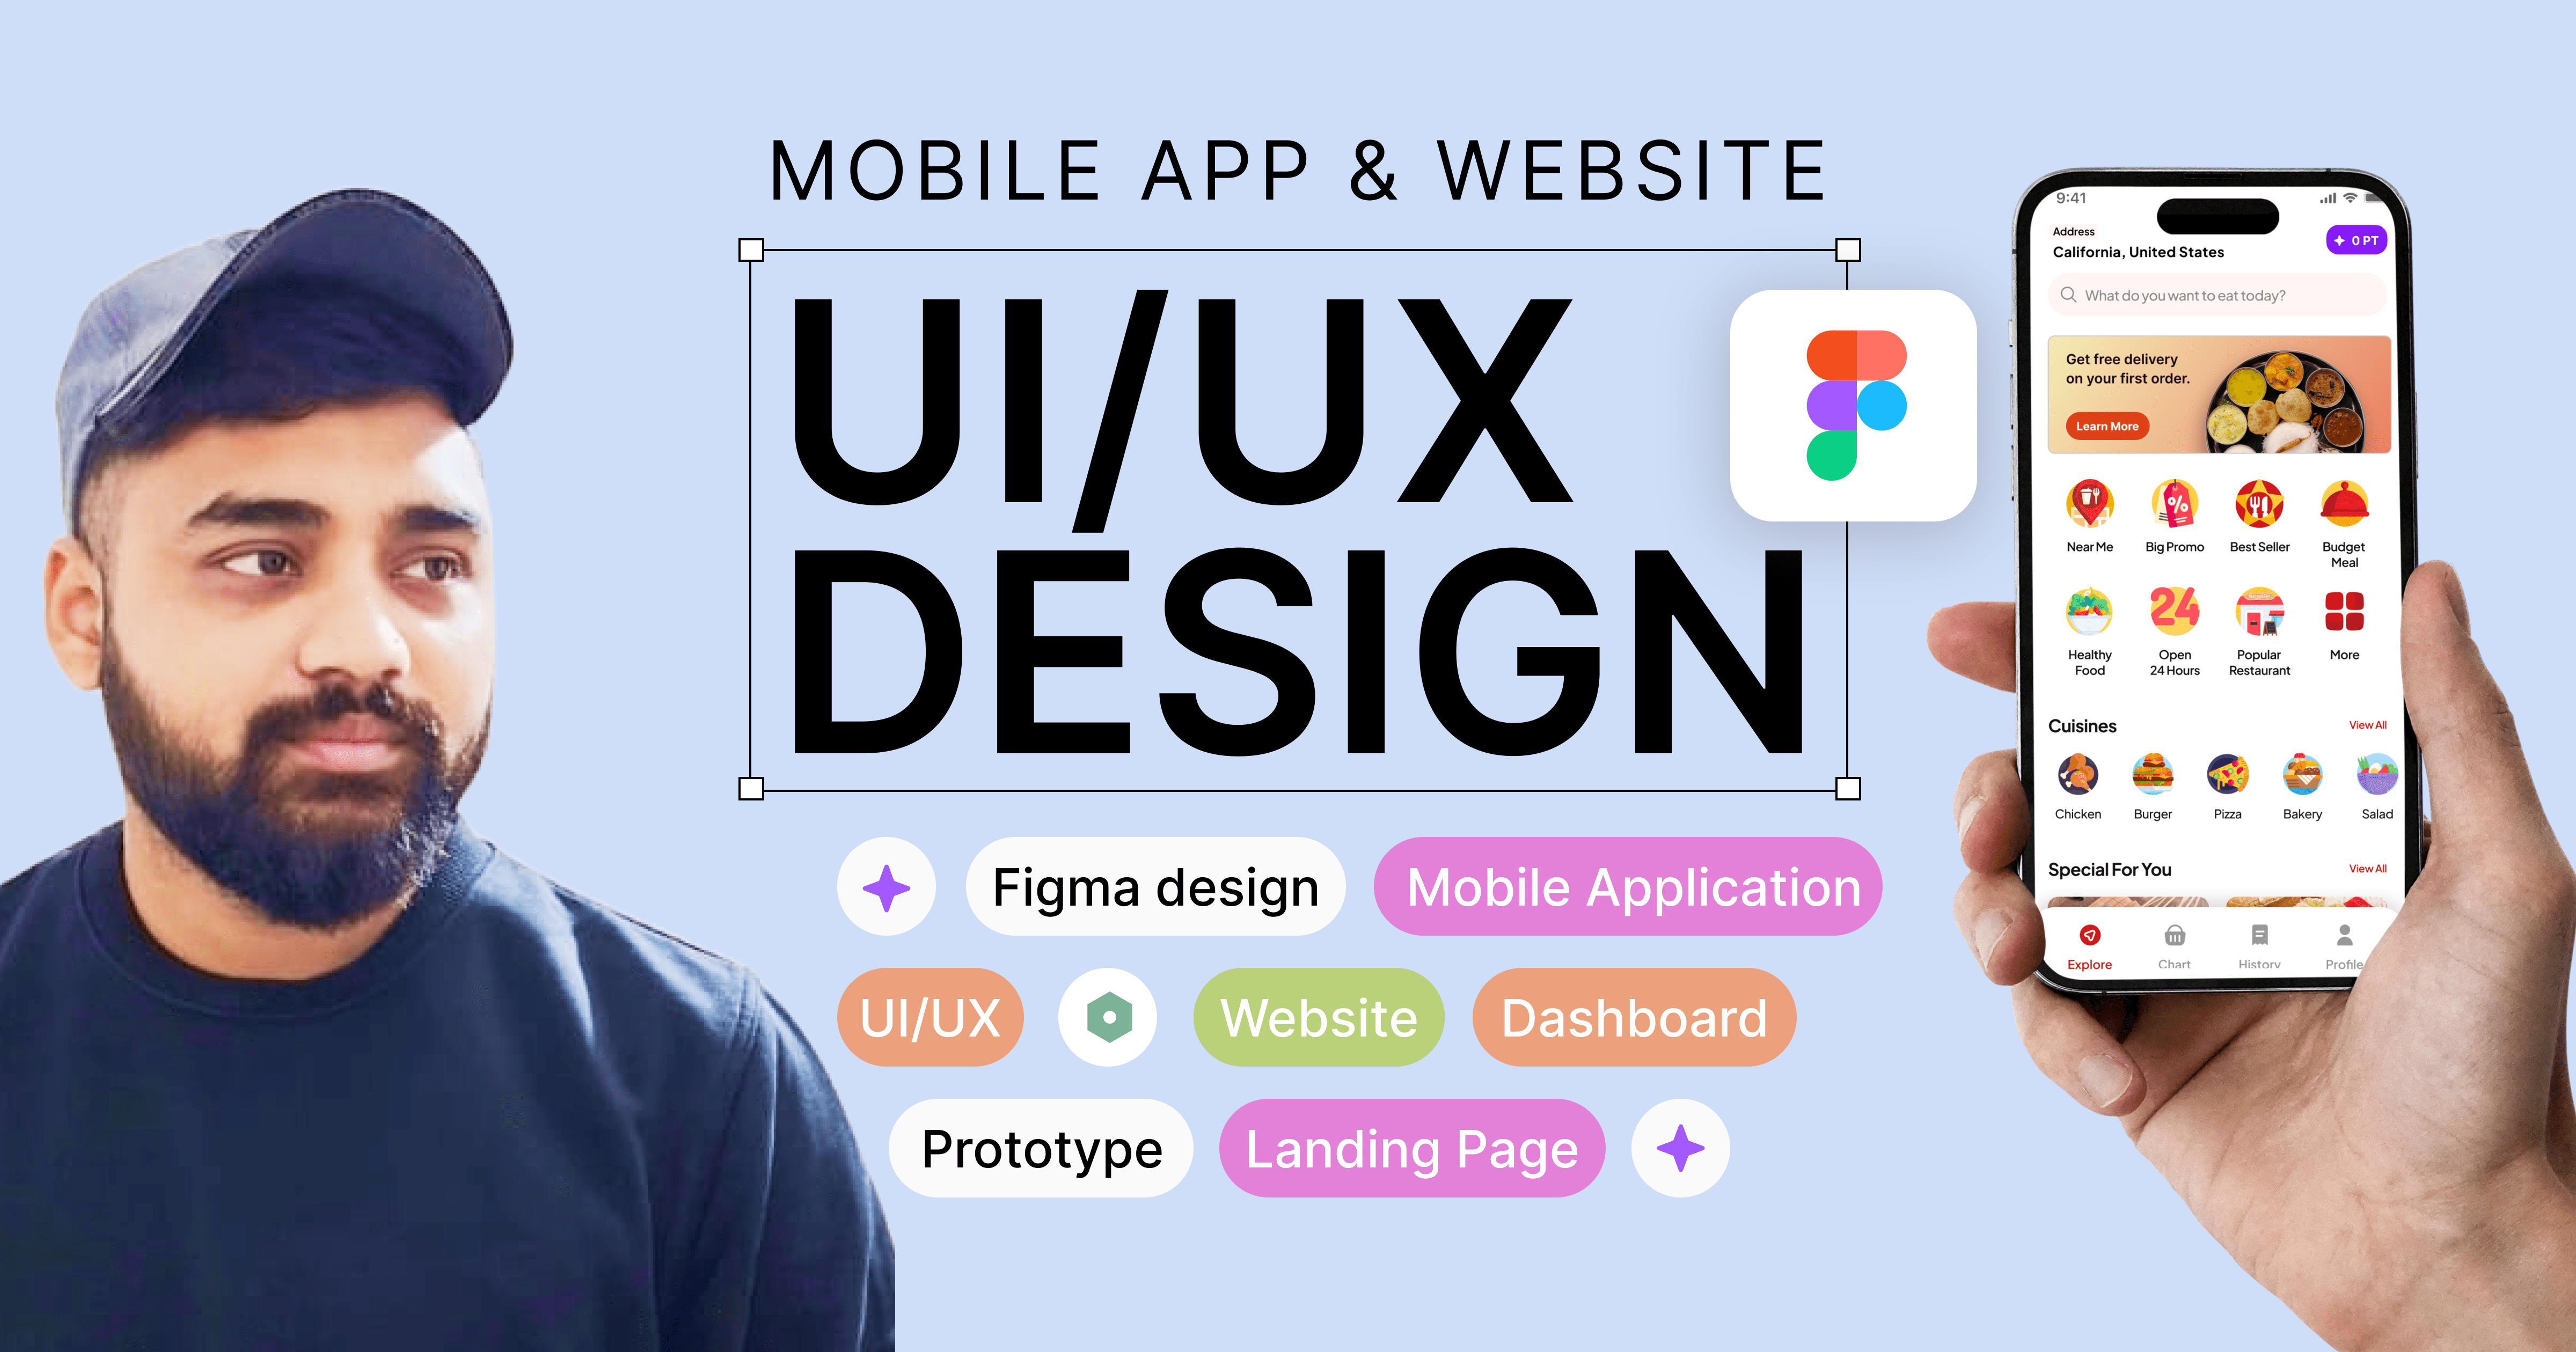 MOBILE APP & WEBSITE
UI/UX
DESIGN
Figma design
Mobile Application
UI/UX
Website
Dashboard
Prototype
Landing Page
9:41
Address
California, United States
0 PT
What do you want to eat today?
Get free delivery
on your first order.
Learn More
Near Me
Big Promo
Best Seller
Budget
Meal
24
Healthy
Food
Open
24 Hours
Popular
Restaurant
More
Cuisines
View All
Chicken
Burger
Pizza
Bakery
Salad
Special For You
View All
Explore
Chart
History
Profile